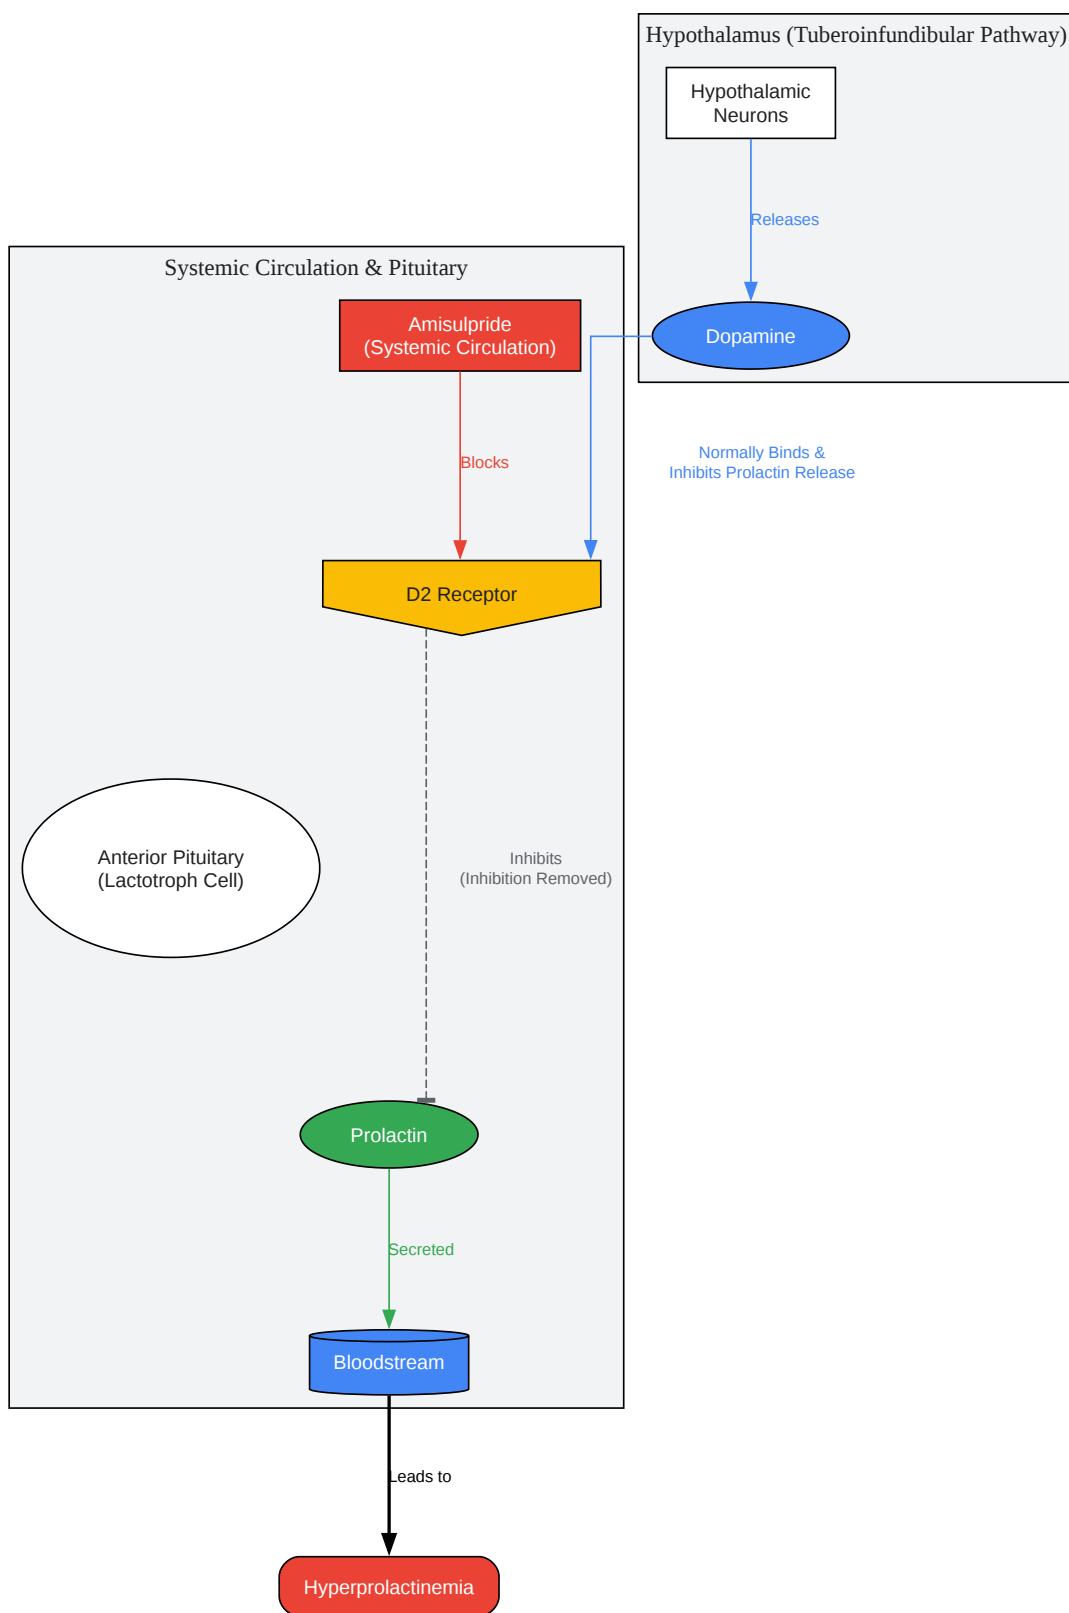 Hypothalamus (Tuberoinfundibular Pathway)
Hypothalamic
Neurons
Releases
Systemic Circulation & Pituitary
Amisulpride
(Systemic Circulation)
Dopamine
Blocks
Normally Binds &
Inhibits Prolactin Release
D2 Receptor
Anterior Pituitary
(Lactotroph Cell)
Inhibits
(Inhibition Removed)
Prolactin
Secreted
Bloodstream
Leads to
Hyperprolactinemia